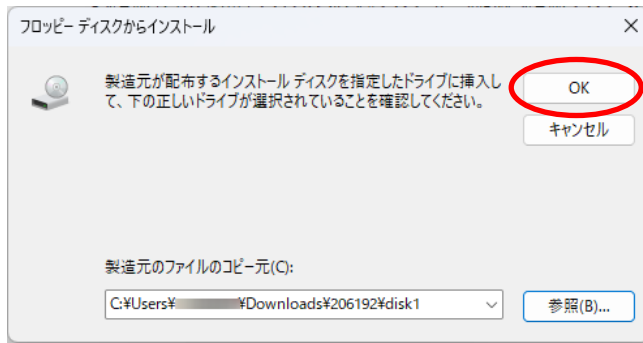 フロッピー ディスクからインストール
製造元が配布するインストール ディスクを指定したドライブに挿入し
て、下の正しいドライブが選択されていることを確認してください。
OK
キャンセル
製造元のファイルのコピー元(C):
C:¥Users¥ ¥Downloads¥206192¥disk1
参照(B)...